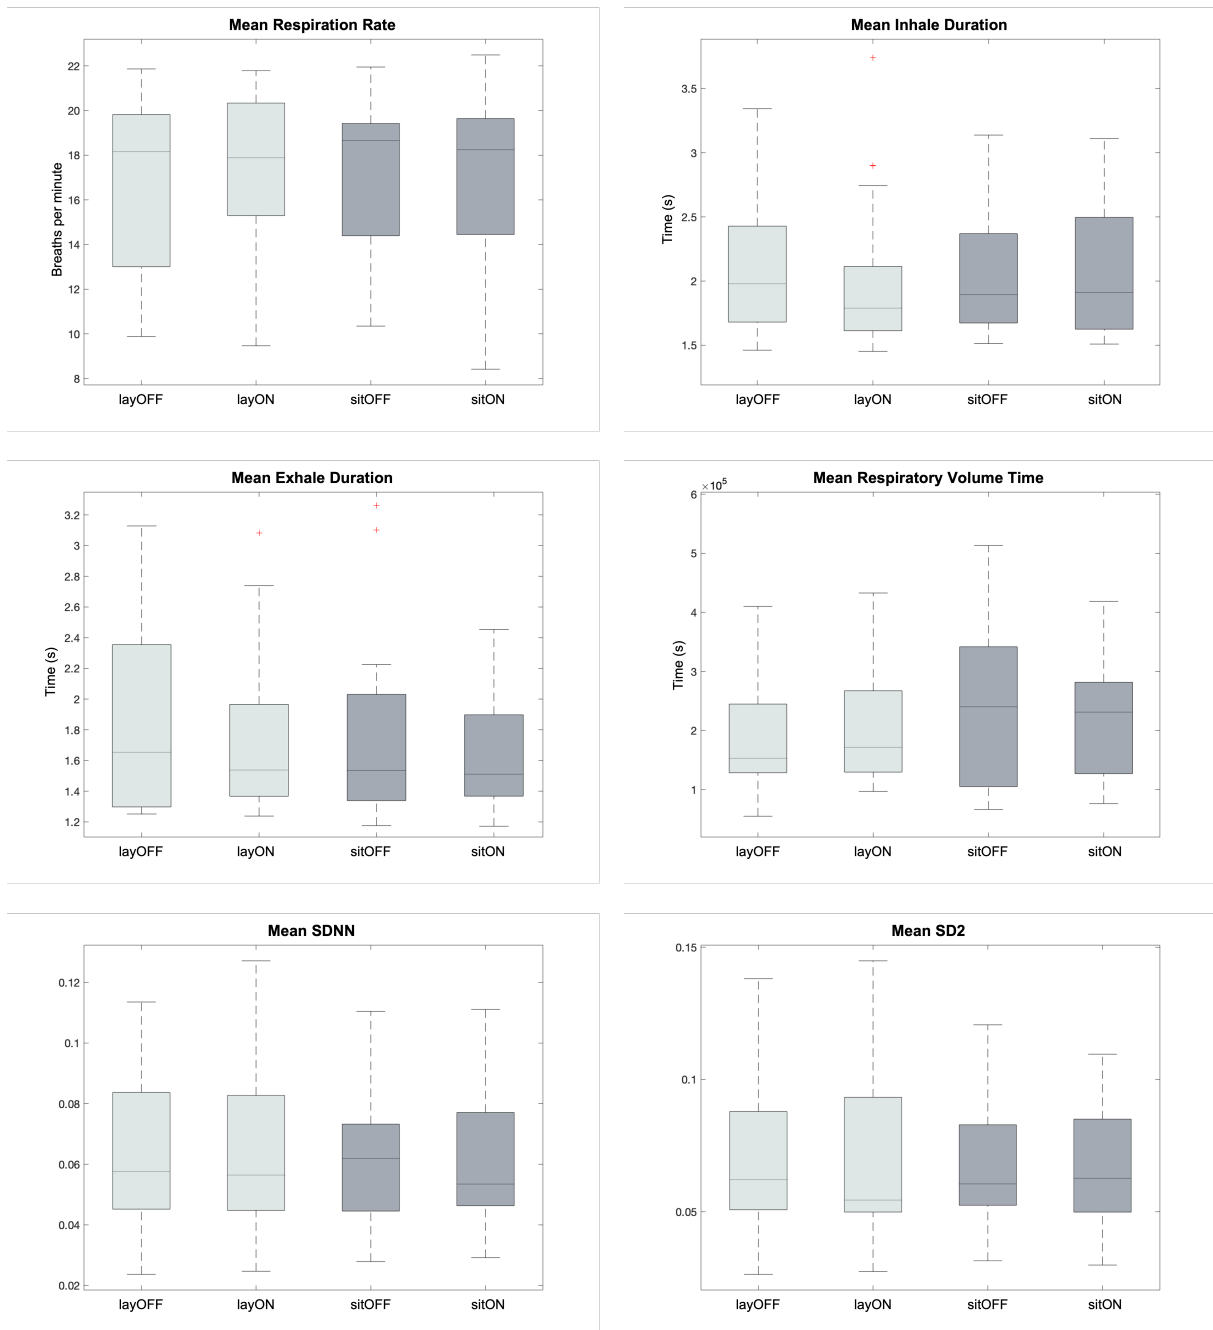 Mean Respiration Rate
Breaths per minute
22
20
18
16
14
12
10
8
layOFF layON sitOFF sitON
Mean Inhale Duration
Time (s)
3.5
3
2.5
2
1.5
layOFF layON sitOFF sitON
Mean Exhale Duration
Time (s)
3.2
3
2.8
2.6
2.4
2.2
2
1.8
1.6
1.4
1.2
layOFF layON sitOFF sitON
Mean Respiratory Volume Time
×10⁵
Time (s)
6
5
4
3
2
1
layOFF layON sitOFF sitON
Mean SDNN
0.12
0.1
0.08
0.06
0.04
0.02
layOFF layON sitOFF sitON
Mean SD2
0.15
0.1
0.05
layOFF layON sitOFF sitON